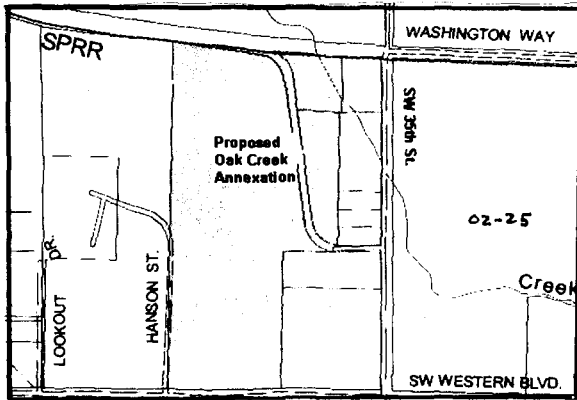 WASHINGTON WAY
SPRR
SW 35th St.
Proposed
Oak Creek
Annexation
02-25
DR.
LOOKOUT
HANSON ST.
Creek
SW WESTERN BLVD.